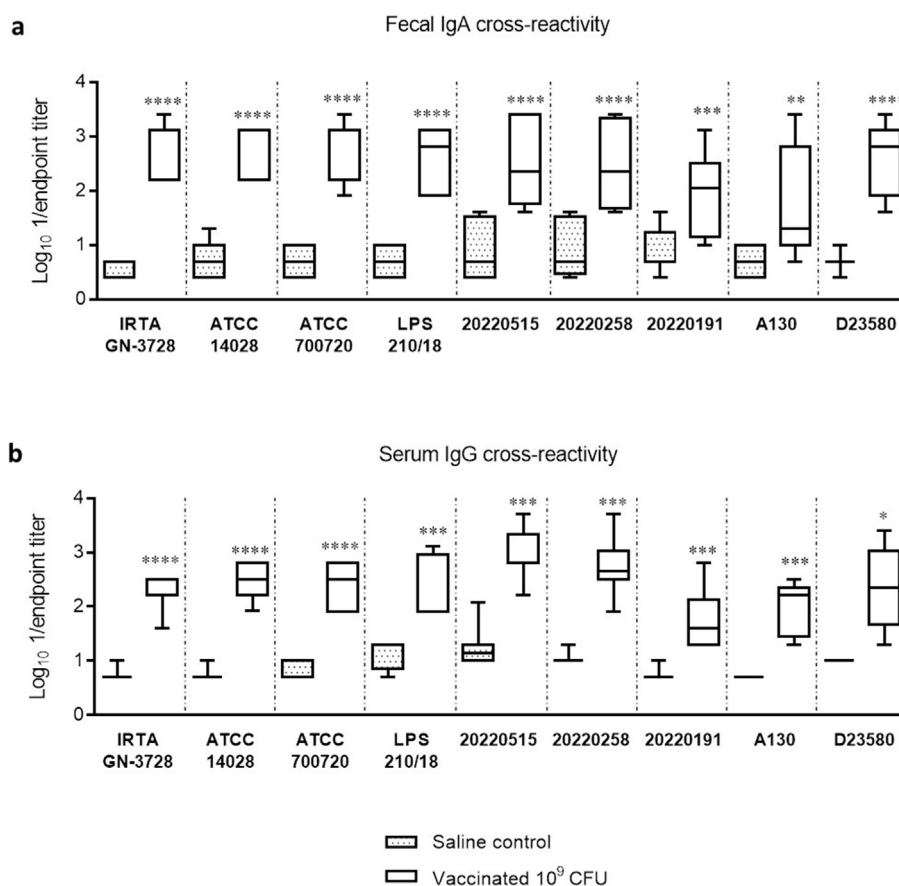 a
Fecal IgA cross-reactivity
Log₁₀ 1/endpoint titer
4
3
2
1
0
**** **** **** **** **** **** *** ** ****
IRTA GN-3728
ATCC 14028
ATCC 700720
LPS 210/18
20220515
20220258
20220191
A130
D23580
b
Serum IgG cross-reactivity
Log₁₀ 1/endpoint titer
4
3
2
1
0
**** **** **** *** *** *** *** *** *
IRTA GN-3728
ATCC 14028
ATCC 700720
LPS 210/18
20220515
20220258
20220191
A130
D23580
Saline control
Vaccinated 10⁹ CFU